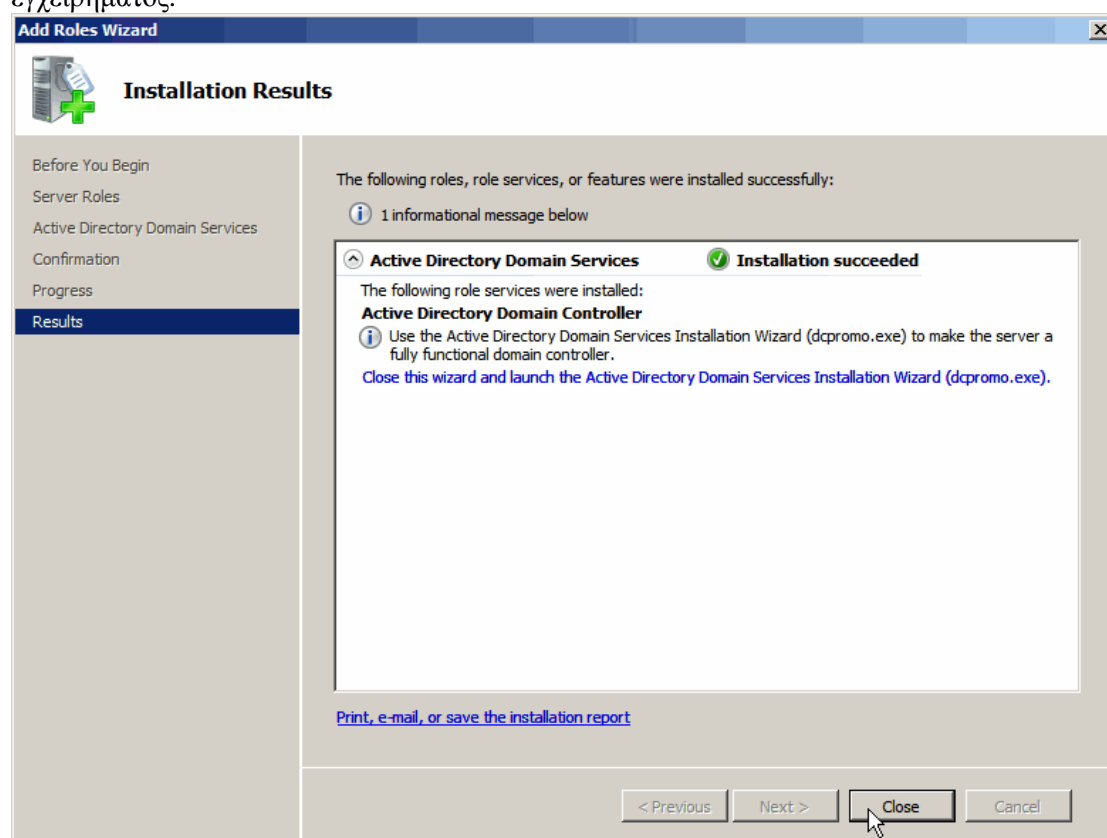 εγχειρήματος.
Add Roles Wizard
Installation Results
Before You Begin
Server Roles
Active Directory Domain Services
Confirmation
Progress
Results
The following roles, role services, or features were installed successfully:
1 informational message below
Active Directory Domain Services Installation succeeded
The following role services were installed:
Active Directory Domain Controller
Use the Active Directory Domain Services Installation Wizard (dcpromo.exe) to make the server a
fully functional domain controller.
Close this wizard and launch the Active Directory Domain Services Installation Wizard (dcpromo.exe).
Print, e-mail, or save the installation report
< Previous Next > Close Cancel